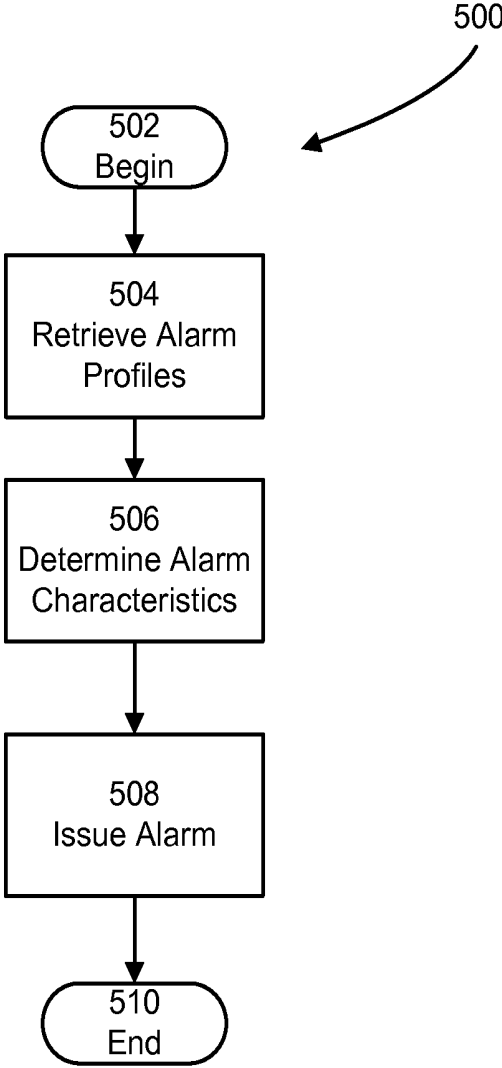 500
502
Begin
504
Retrieve Alarm
Profiles
506
Determine Alarm
Characteristics
508
Issue Alarm
510
End